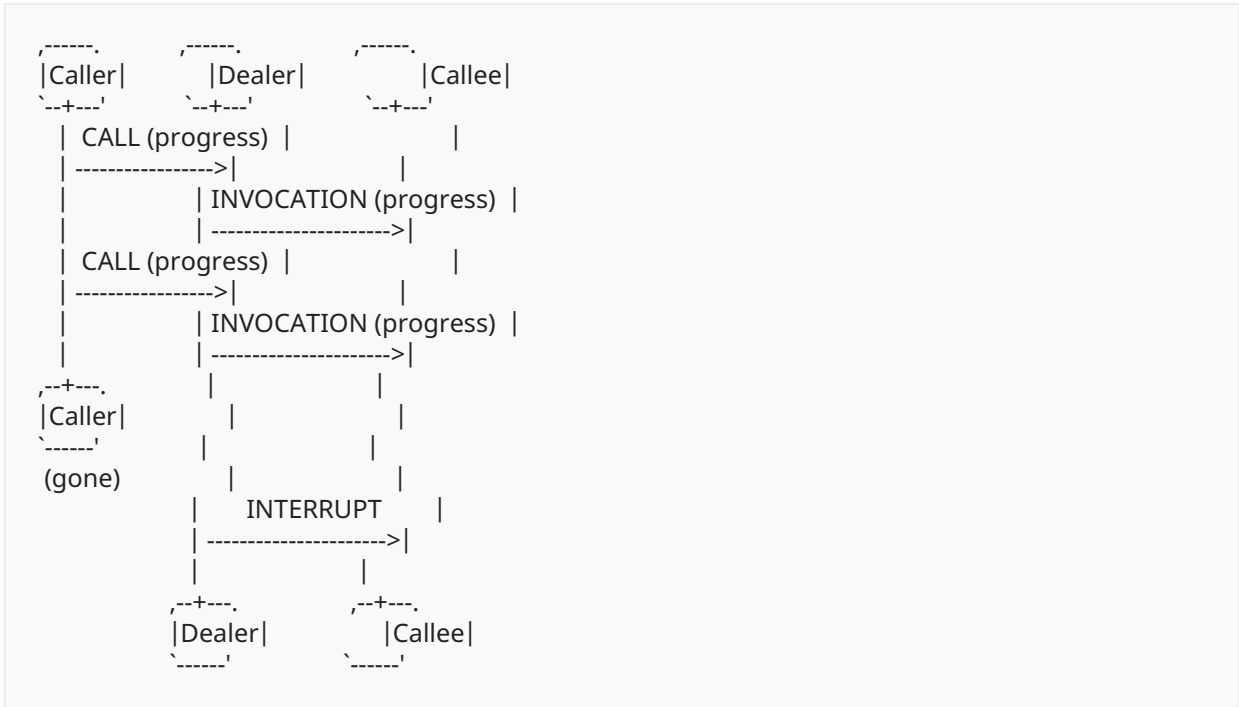 ,------.          ,------.              ,------.
|Caller|          |Dealer|              |Callee|
`--+---'          `--+---'              `--+---'
   |  CALL (progress)  |                     |
   | ----------------->|                     |
   |                 | INVOCATION (progress)  |
   |                 | ---------------------->|
   |  CALL (progress)  |                     |
   | ----------------->|                     |
   |                 | INVOCATION (progress)  |
   |                 | ---------------------->|
,--+---.             |                     |
|Caller|             |                     |
`------'             |                     |
 (gone)              |                     |
                   |      INTERRUPT       |
                   | ---------------------->|
                   |                     |
                ,--+---.              ,--+---.
                |Dealer|              |Callee|
                `------'              `------'